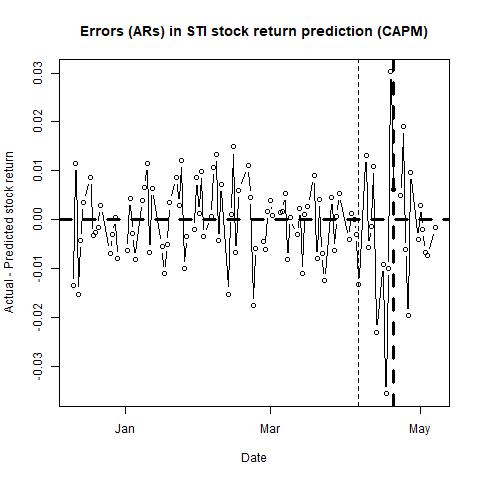 Errors (ARs) in STI stock return prediction (CAPM)
Actual - Predicted stock return
0.03
0.02
0.01
0.00
-0.01
-0.02
-0.03
Jan
Mar
May
Date